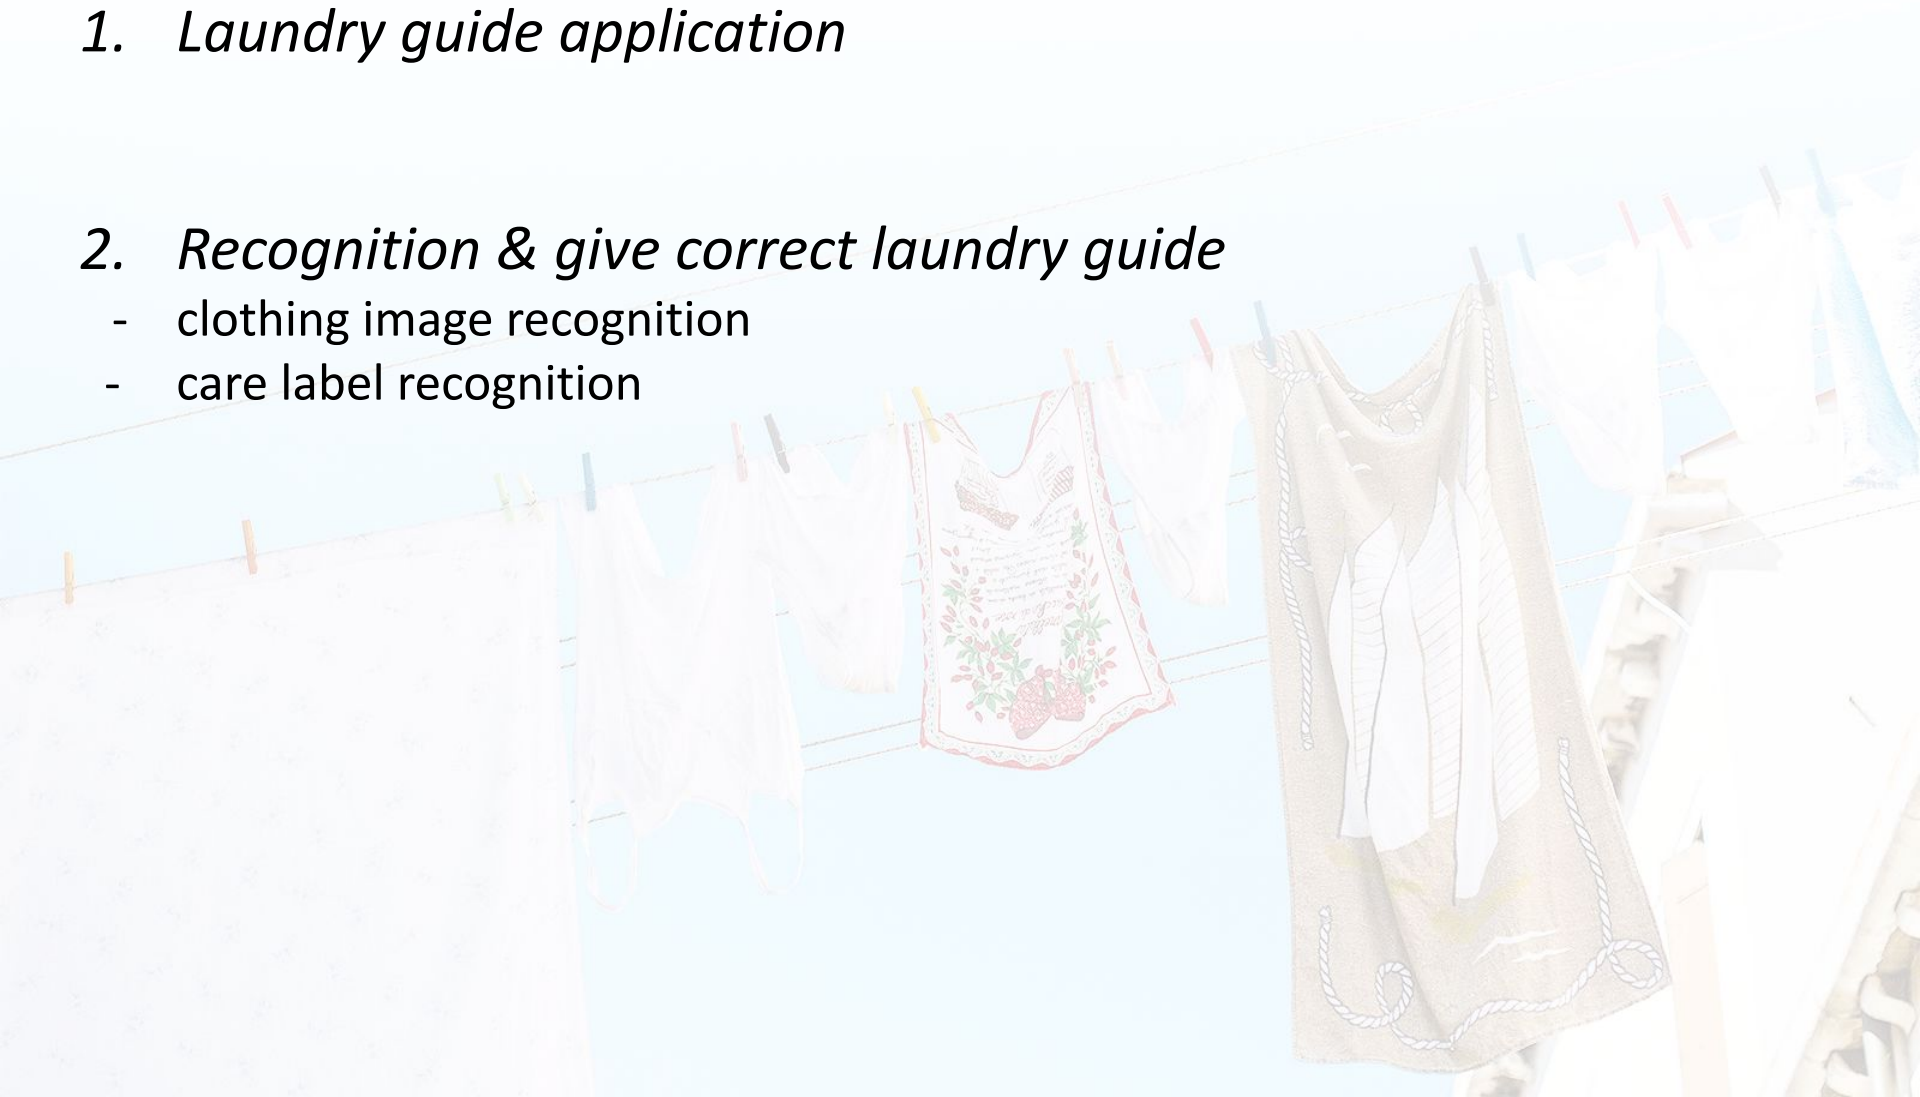 1. Laundry guide application
2. Recognition & give correct laundry guide
- clothing image recognition
- care label recognition